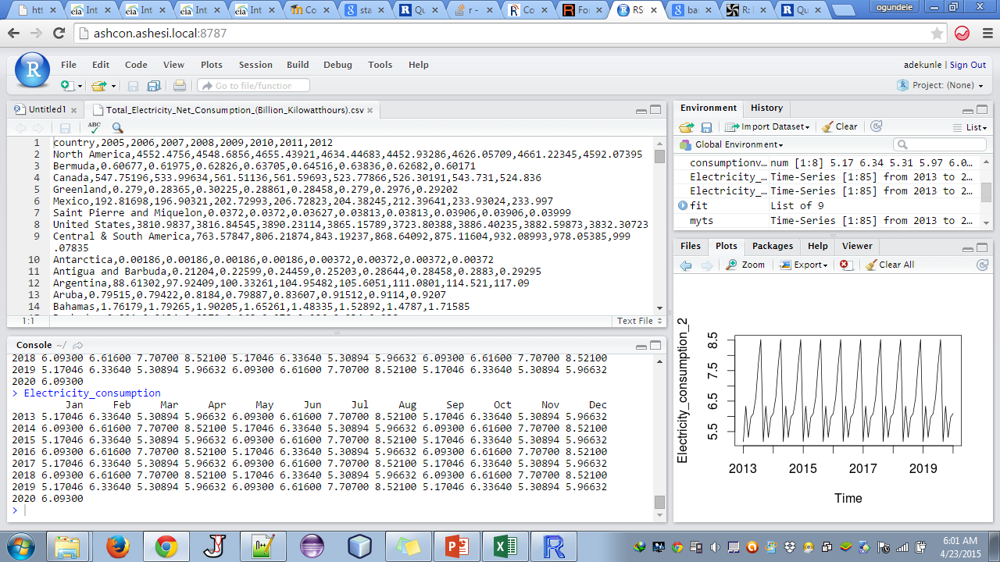 htt
Int
Int
Int
Int
Co
sta
Qu
r -
Co
Fo
RS
ba
Rs
Qu
ogundele
ashcon.ashesi.local:8787
R
File Edit Code View Plots Session Build Debug Tools Help
adekunle | Sign Out
Go to file/function
Project: (None)
Untitled1
Total_Electricity_Net_Consumption_(Billion_Kilowatthours).csv
ABC
1 country,2005,2006,2007,2008,2009,2010,2011,2012
2 North America,4552.4756,4548.6856,4655.43921,4634.44683,4452.93286,4626.05709,4661.22345,4592.07395
3 Bermuda,0.60677,0.61975,0.62826,0.63705,0.64516,0.63836,0.62682,0.60171
4 Canada,547.75196,533.99634,561.51136,561.59693,523.77866,526.30191,543.731,524.836
5 Greenland,0.279,0.28365,0.30225,0.28861,0.28458,0.279,0.2976,0.29202
6 Mexico,192.81698,196.90321,202.72993,206.72823,204.38245,212.39641,233.93024,233.997
7 Saint Pierre and Miquelon,0.0372,0.0372,0.03627,0.03813,0.03813,0.03906,0.03906,0.03999
8 United States,3810.9837,3816.84545,3890.23114,3865.15789,3723.80388,3886.40235,3882.59873,3832.30723
9 Central & South America,763.57847,806.21874,843.19237,868.64092,875.11604,932.08993,978.05385,999
.07835
10 Antarctica,0.00186,0.00186,0.00186,0.00186,0.00372,0.00372,0.00372,0.00372
11 Antigua and Barbuda,0.21204,0.22599,0.24459,0.25203,0.28644,0.28458,0.2883,0.29295
12 Argentina,88.61302,97.92409,100.33261,104.95482,105.6051,111.0801,114.521,117.09
13 Aruba,0.79515,0.79422,0.8184,0.79887,0.83607,0.91512,0.9114,0.9207
14 Bahamas,1.76179,1.79265,1.90205,1.65261,1.48335,1.52892,1.4787,1.71585
1:1
Text File
Console ~/
2018 6.09300 6.61600 7.70700 8.52100 5.17046 6.33640 5.30894 5.96632 6.09300 6.61600 7.70700 8.52100
2019 5.17046 6.33640 5.30894 5.96632 6.09300 6.61600 7.70700 8.52100 5.17046 6.33640 5.30894 5.96632
2020 6.09300
> Electricity_consumption
Jan Feb Mar Apr May Jun Jul Aug Sep Oct Nov Dec
2013 5.17046 6.33640 5.30894 5.96632 6.09300 6.61600 7.70700 8.52100 5.17046 6.33640 5.30894 5.96632
2014 6.09300 6.61600 7.70700 8.52100 5.17046 6.33640 5.30894 5.96632 6.09300 6.61600 7.70700 8.52100
2015 5.17046 6.33640 5.30894 5.96632 6.09300 6.61600 7.70700 8.52100 5.17046 6.33640 5.30894 5.96632
2016 6.09300 6.61600 7.70700 8.52100 5.17046 6.33640 5.30894 5.96632 6.09300 6.61600 7.70700 8.52100
2017 5.17046 6.33640 5.30894 5.96632 6.09300 6.61600 7.70700 8.52100 5.17046 6.33640 5.30894 5.96632
2018 6.09300 6.61600 7.70700 8.52100 5.17046 6.33640 5.30894 5.96632 6.09300 6.61600 7.70700 8.52100
2019 5.17046 6.33640 5.30894 5.96632 6.09300 6.61600 7.70700 8.52100 5.17046 6.33640 5.30894 5.96632
2020 6.09300
>
Environment History
Import Dataset Clear List
Global Environment
consumptionv… num [1:8] 5.17 6.34 5.31 5.97 6.0…
Electricity_… Time-Series [1:85] from 2013 to 2…
Electricity_… Time-Series [1:85] from 2013 to 2…
fit List of 9
myts Time-Series [1:85] from 2013 to 2…
Files Plots Packages Help Viewer
Zoom Export Clear All
Electricity_consumption_2
8.5
7.5
6.5
5.5
2013 2015 2017 2019
Time
6:01 AM
4/23/2015